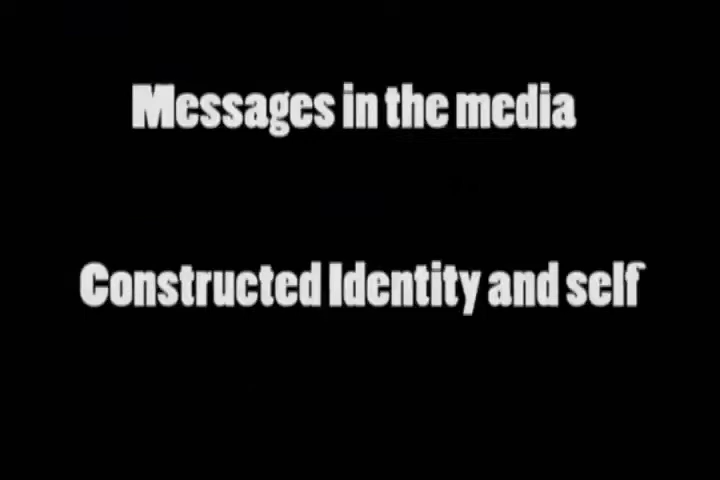 Messages in the media
Constructed Identity and self